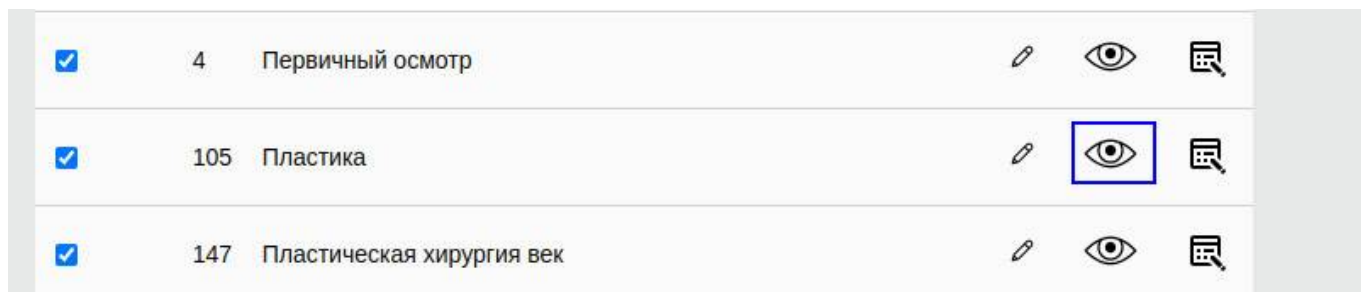 4 Первичный осмотр
105 Пластика
147 Пластическая хирургия век